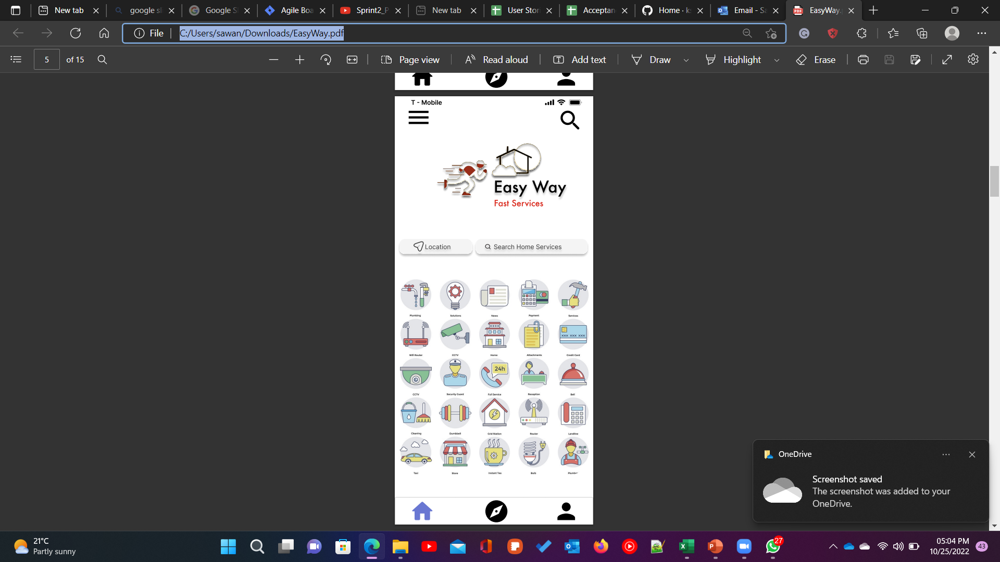 New tab
google sl
Google S
Agile Boa
Sprint2_P
New tab
User Stor
Acceptan
Home · ks
Email - Sa
EasyWay.
File
C:/Users/sawan/Downloads/EasyWay.pdf
5 of 15
Page view
Read aloud
Add text
Draw
Highlight
Erase
T - Mobile
Easy Way
Fast Services
Location
Search Home Services
Plumbing Solutions News Payment Services
Wifi Router CCTV Home Attachments Credit Card
xxx xxx xxx
24h
CCTV Security Guard Full Service Reception Bell
Cleaning Dumbbell Grid Station Router Landline
Taxi Store Instant Tea Bulb Plumber
OneDrive
Screenshot saved
The screenshot was added to your
OneDrive.
21°C
Partly sunny
27
05:04 PM
10/25/2022
43